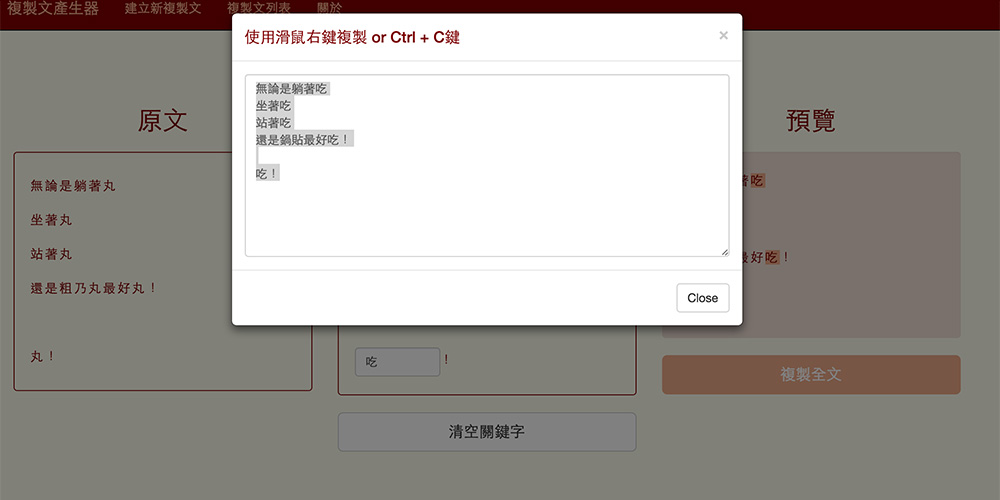 複製文產生器 建立新複製文 複製文列表 關於
使用滑鼠右鍵複製 or Ctrl + C鍵
×
無論是躺著吃
坐著吃
站著吃
還是鍋貼最好吃！
吃！
Close
原文
無論是躺著丸
坐著丸
站著丸
還是粗乃丸最好丸！
丸！
吃 ！
清空關鍵字
預覽
著吃
最好吃！
複製全文